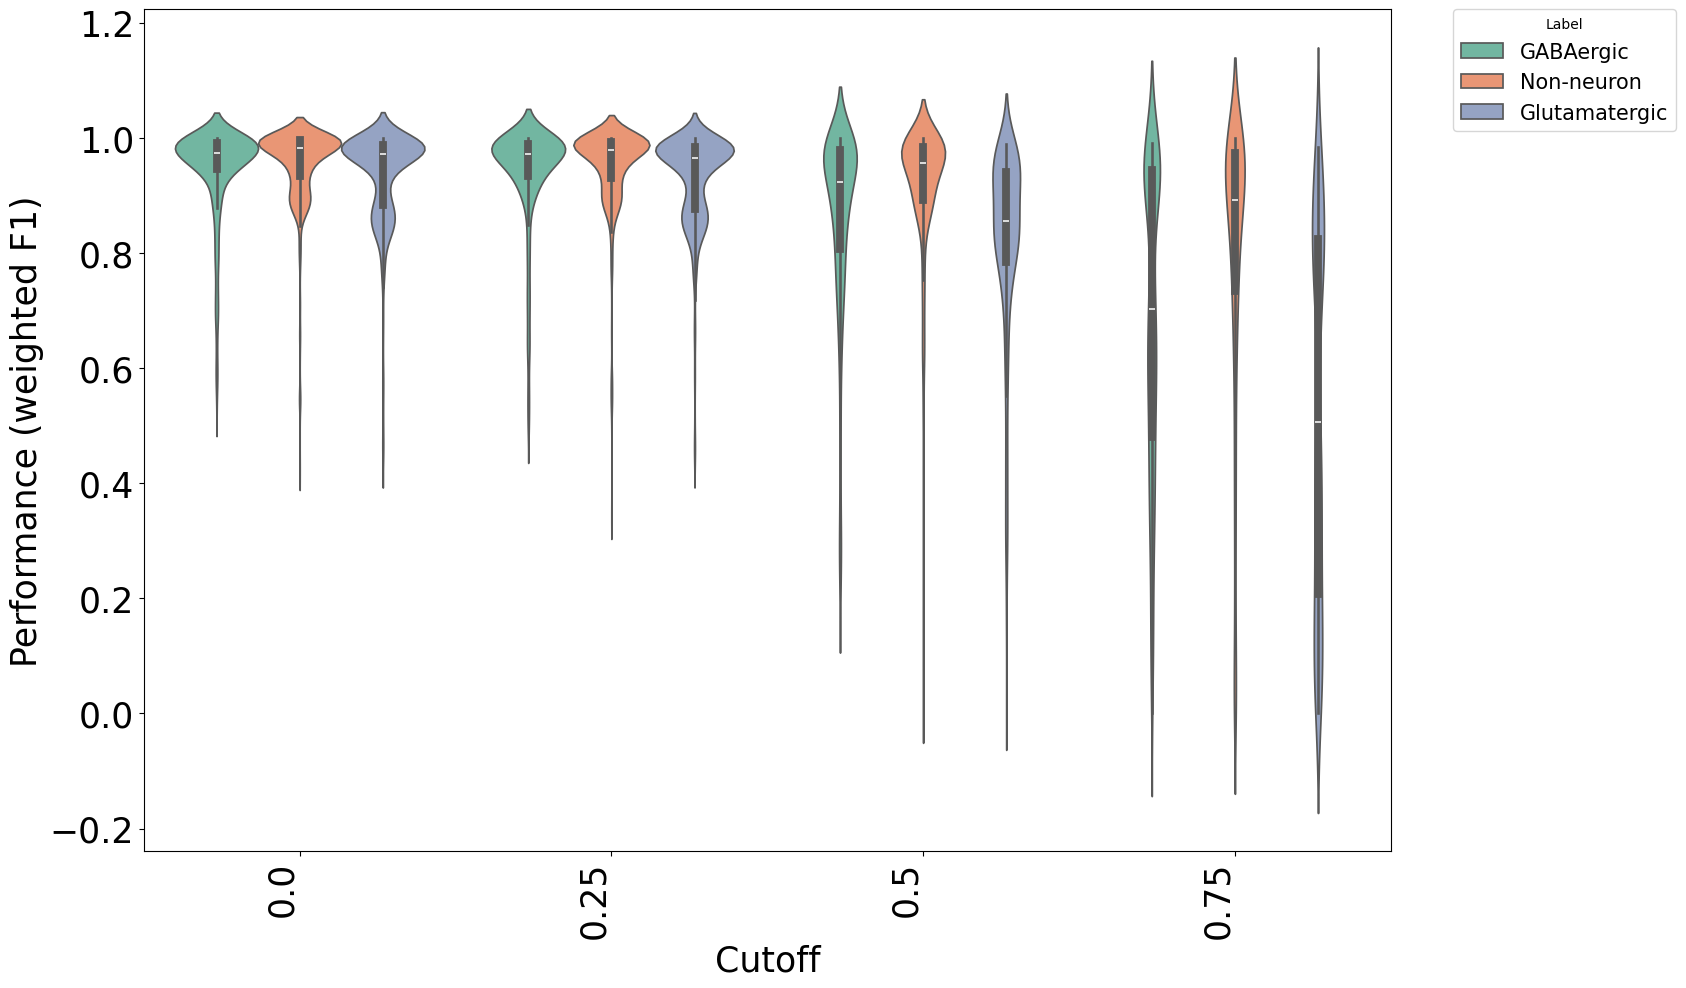 Label
GABAergic
Non-neuron
Glutamatergic
Performance (weighted F1)
1.2
1.0
0.8
0.6
0.4
0.2
0.0
−0.2
0.0
0.25
0.5
0.75
Cutoff